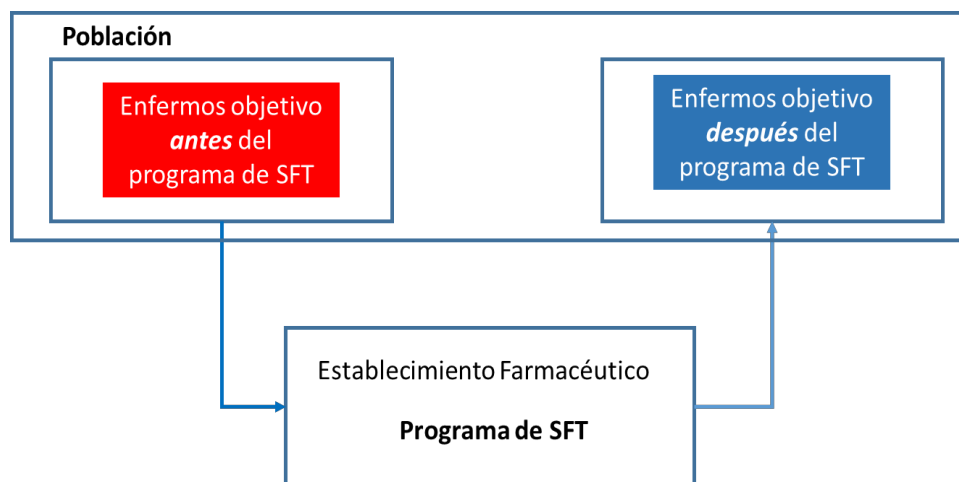 Población
Enfermos objetivo
antes del
programa de SFT
Enfermos objetivo
después del
programa de SFT
Establecimiento Farmacéutico
Programa de SFT